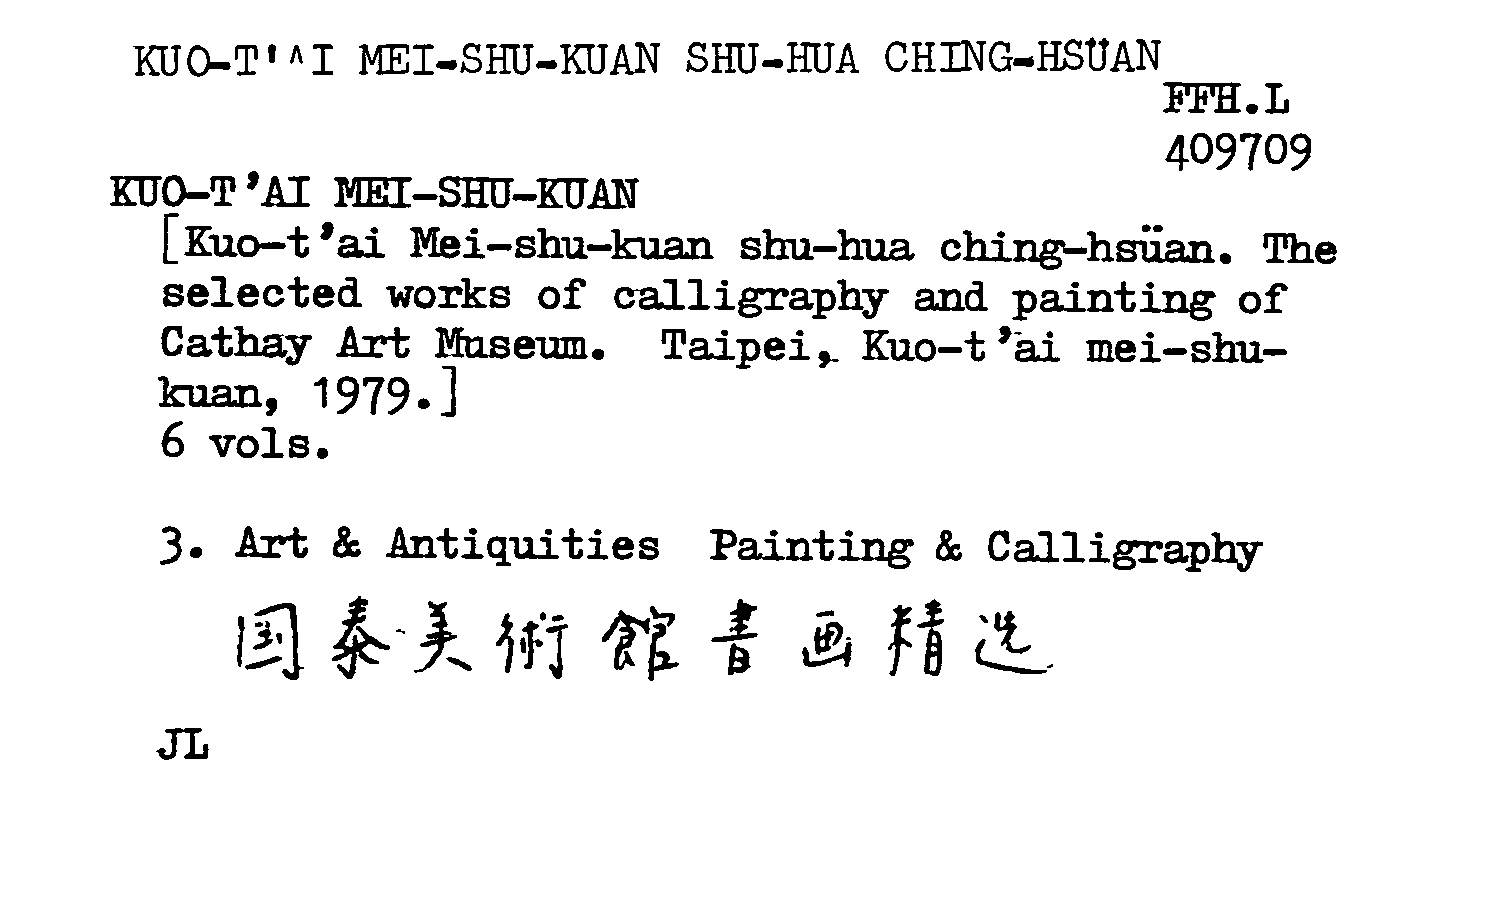 KUO-T'^I MEI-SHU-KUAN SHU-HUA CHING-HSÜAN
FFH.L
409709
KUO-T'AI MEI-SHU-KUAN
[Kuo-t'ai Mei-shu-kuan shu-hua ching-hsüan. The
selected works of calligraphy and painting of
Cathay Art Museum. Taipei, Kuo-t'ai mei-shu-
kuan, 1979.]
6 vols.
3. Art & Antiquities Painting & Calligraphy
国泰美術館書画精选
JL